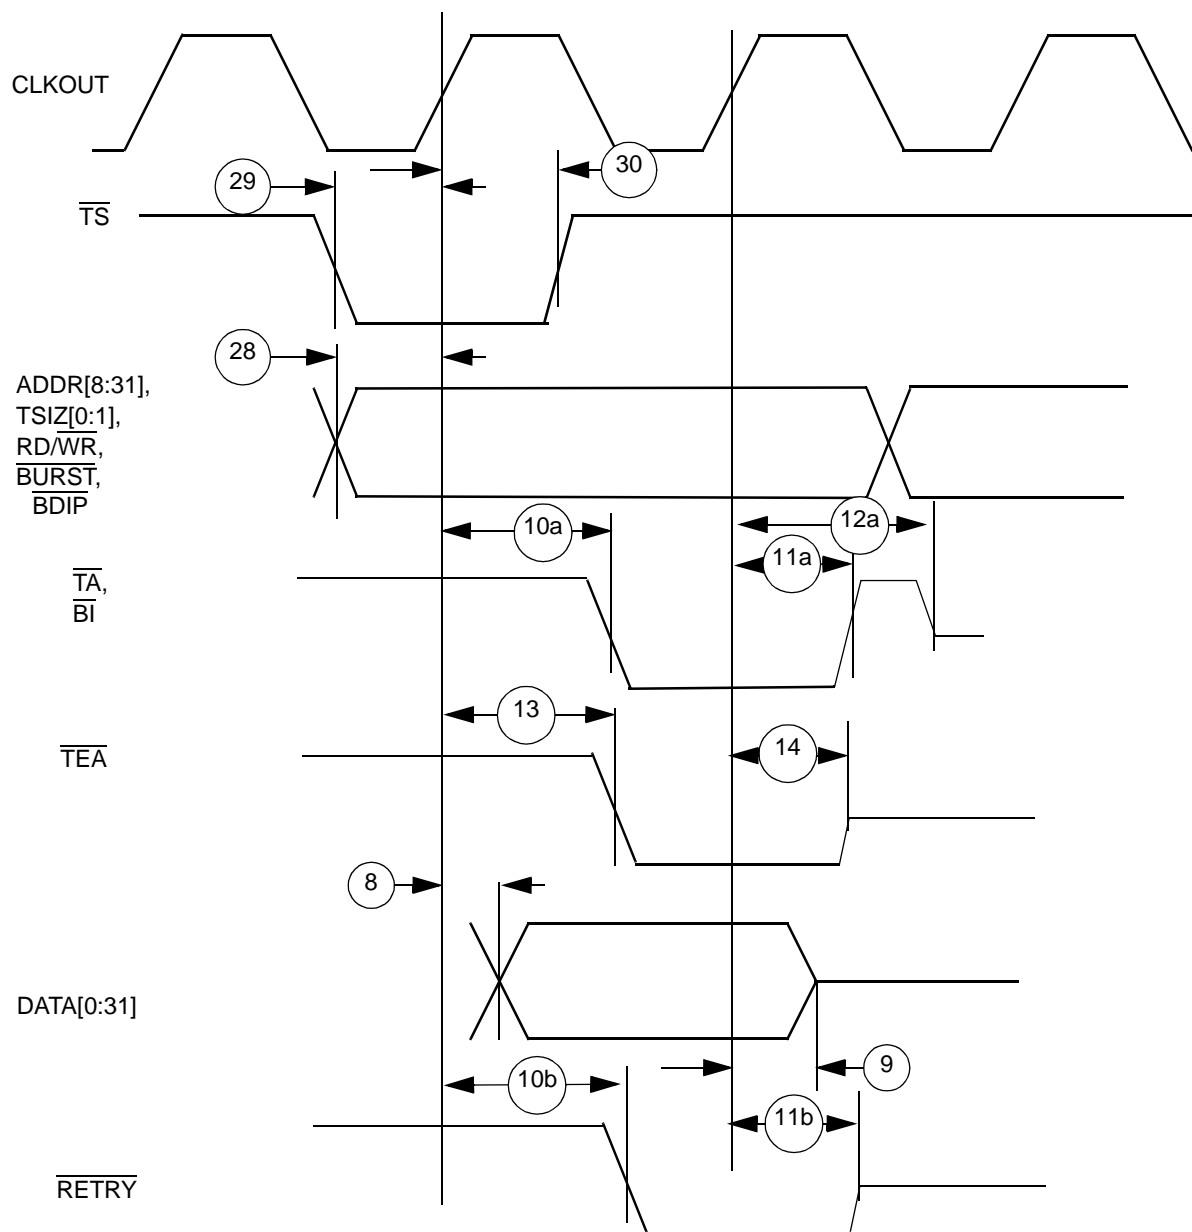 CLKOUT
29
30
TS
28
ADDR[8:31],
TSIZ[0:1],
RD/WR,
BURST,
BDIP
10a
12a
11a
TA,
BI
13
TEA
14
8
DATA[0:31]
9
10b
11b
RETRY